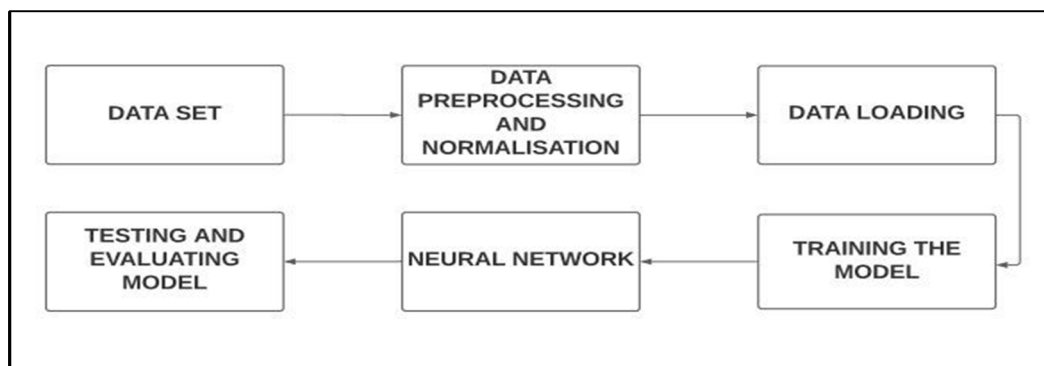 DATA SET
DATA
PREPROCESSING
AND
NORMALISATION
DATA LOADING
TRAINING THE
MODEL
NEURAL NETWORK
TESTING AND
EVALUATING
MODEL